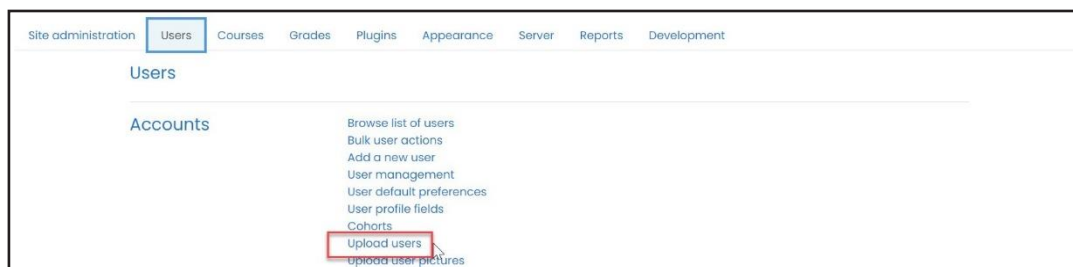 Site administration Users Courses Grades Plugins Appearance Server Reports Development
Users
Accounts
Browse list of users
Bulk user actions
Add a new user
User management
User default preferences
User profile fields
Cohorts
Upload users
Upload user pictures